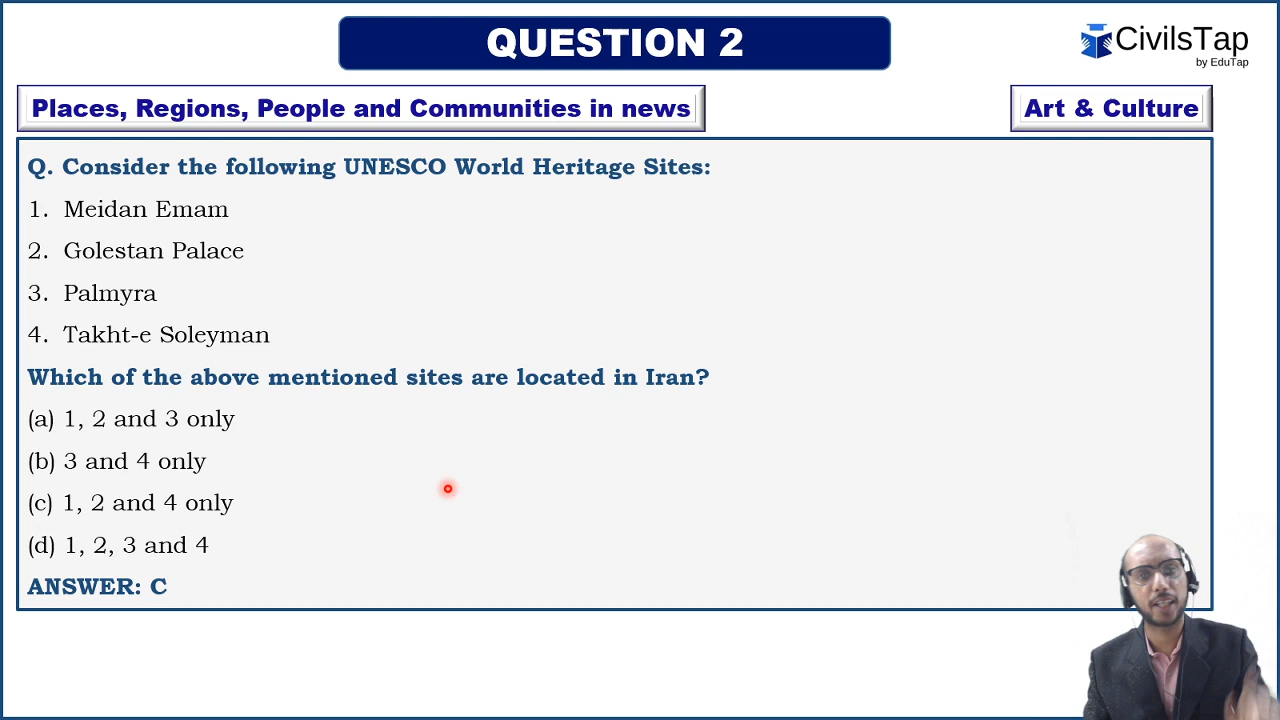 QUESTION 2
CivilsTap
by EduTap
Places, Regions, People and Communities in news
Art & Culture
Q. Consider the following UNESCO World Heritage Sites:
1. Meidan Emam
2. Golestan Palace
3. Palmyra
4. Takht-e Soleyman
Which of the above mentioned sites are located in Iran?
(a) 1, 2 and 3 only
(b) 3 and 4 only
(c) 1, 2 and 4 only
(d) 1, 2, 3 and 4
ANSWER: C